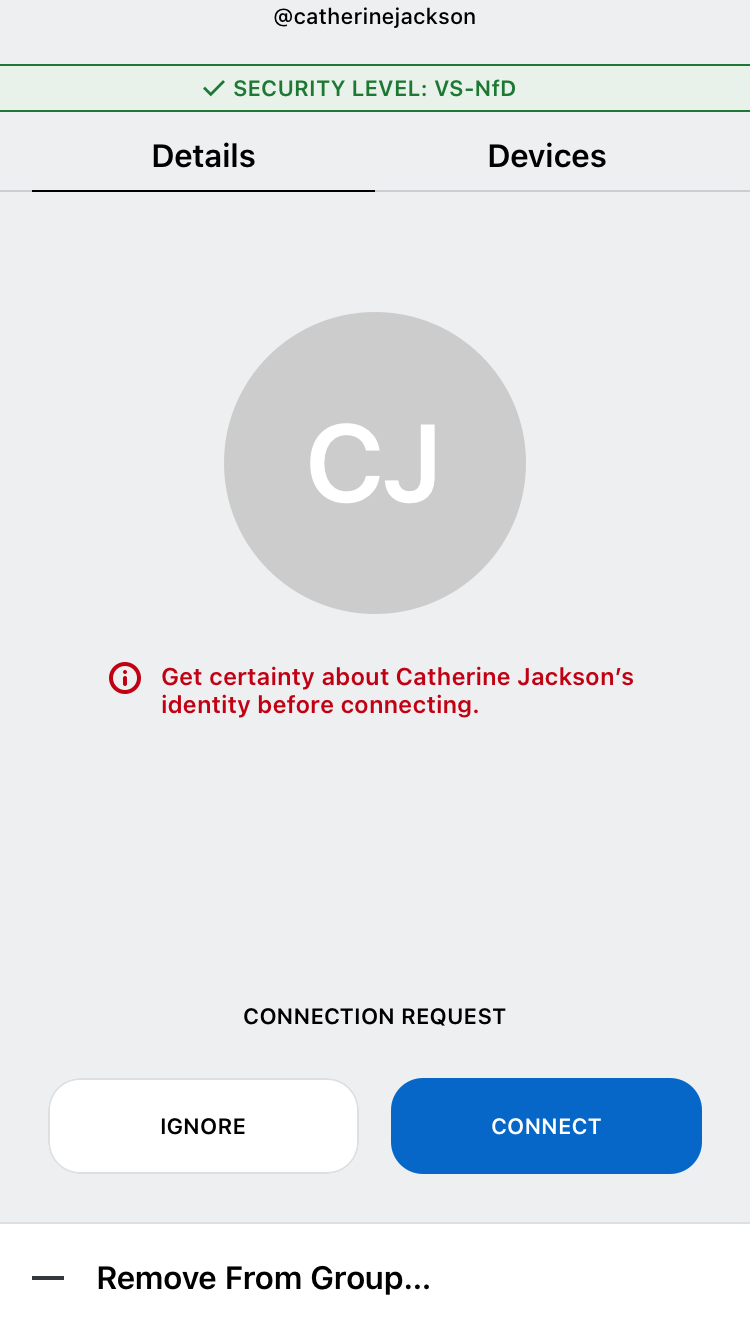 @catherinejackson
SECURITY LEVEL: VS-NfD
Details
Devices
CJ
Get certainty about Catherine Jackson’s
identity before connecting.
CONNECTION REQUEST
IGNORE
CONNECT
Remove From Group...